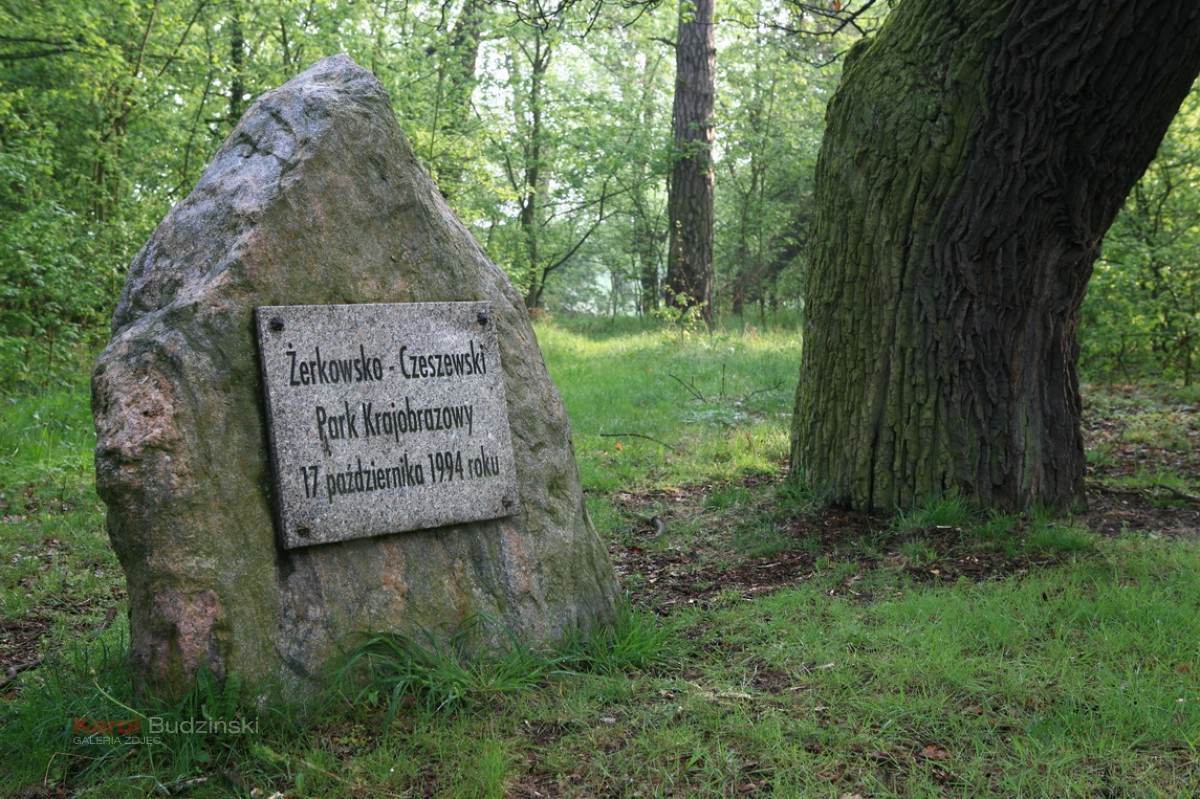 Żerkowsko - Czeszewski
Park Krajobrazowy
17 października 1994 roku
Karol Budziński
GALERIA ZDJĘĆ